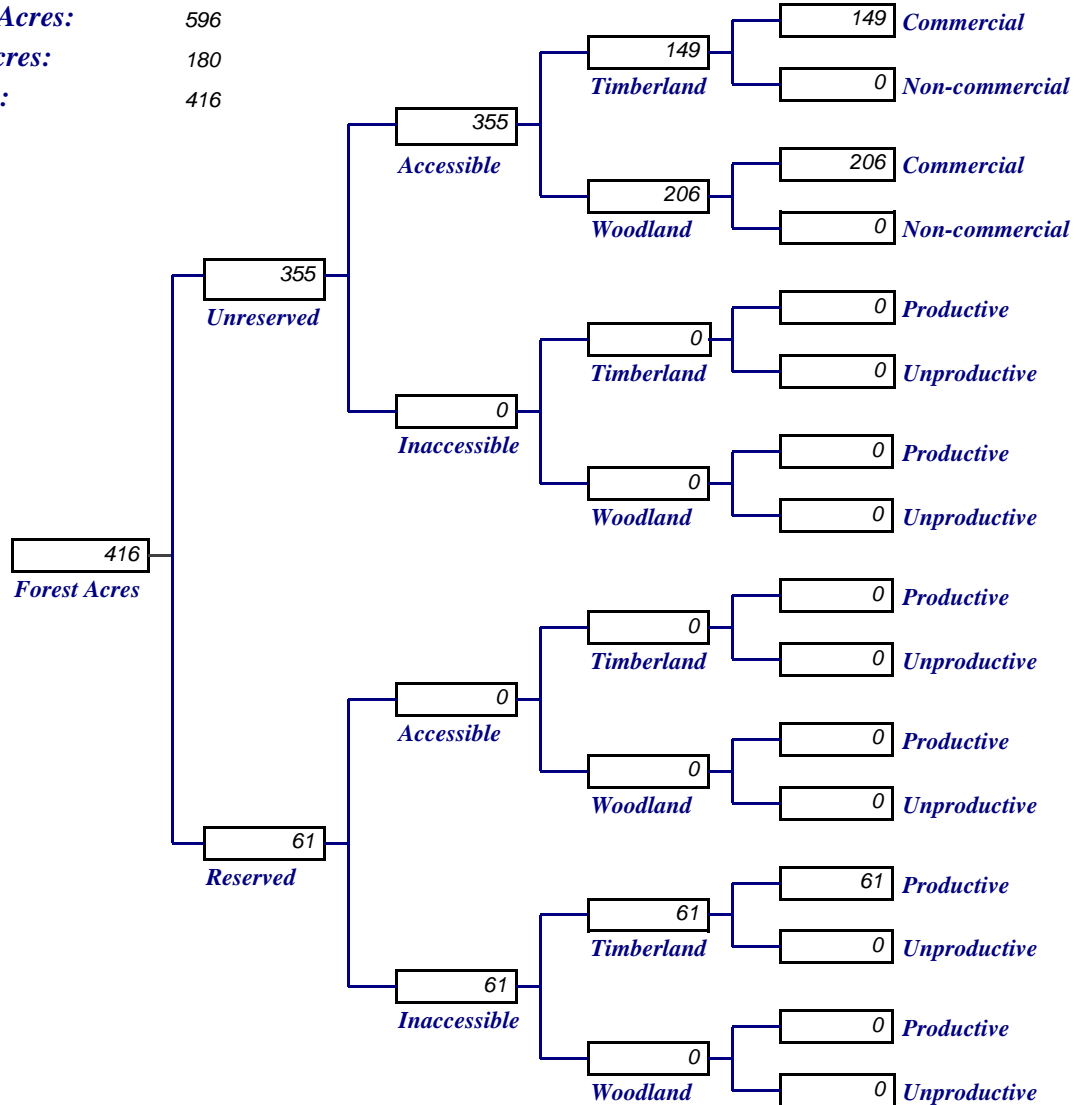 Acres: 596
cres: 180
: 416
149 Commercial
149
Timberland
0 Non-commercial
355
Accessible
206 Commercial
206
Woodland
0 Non-commercial
355
Unreserved
0 Productive
0
Timberland
0 Unproductive
0
Inaccessible
0 Productive
0
Woodland
0 Unproductive
416
Forest Acres
0 Productive
0
Timberland
0 Unproductive
0
Accessible
0 Productive
0
Woodland
0 Unproductive
61
Reserved
61 Productive
61
Timberland
0 Unproductive
61
Inaccessible
0 Productive
0
Woodland
0 Unproductive